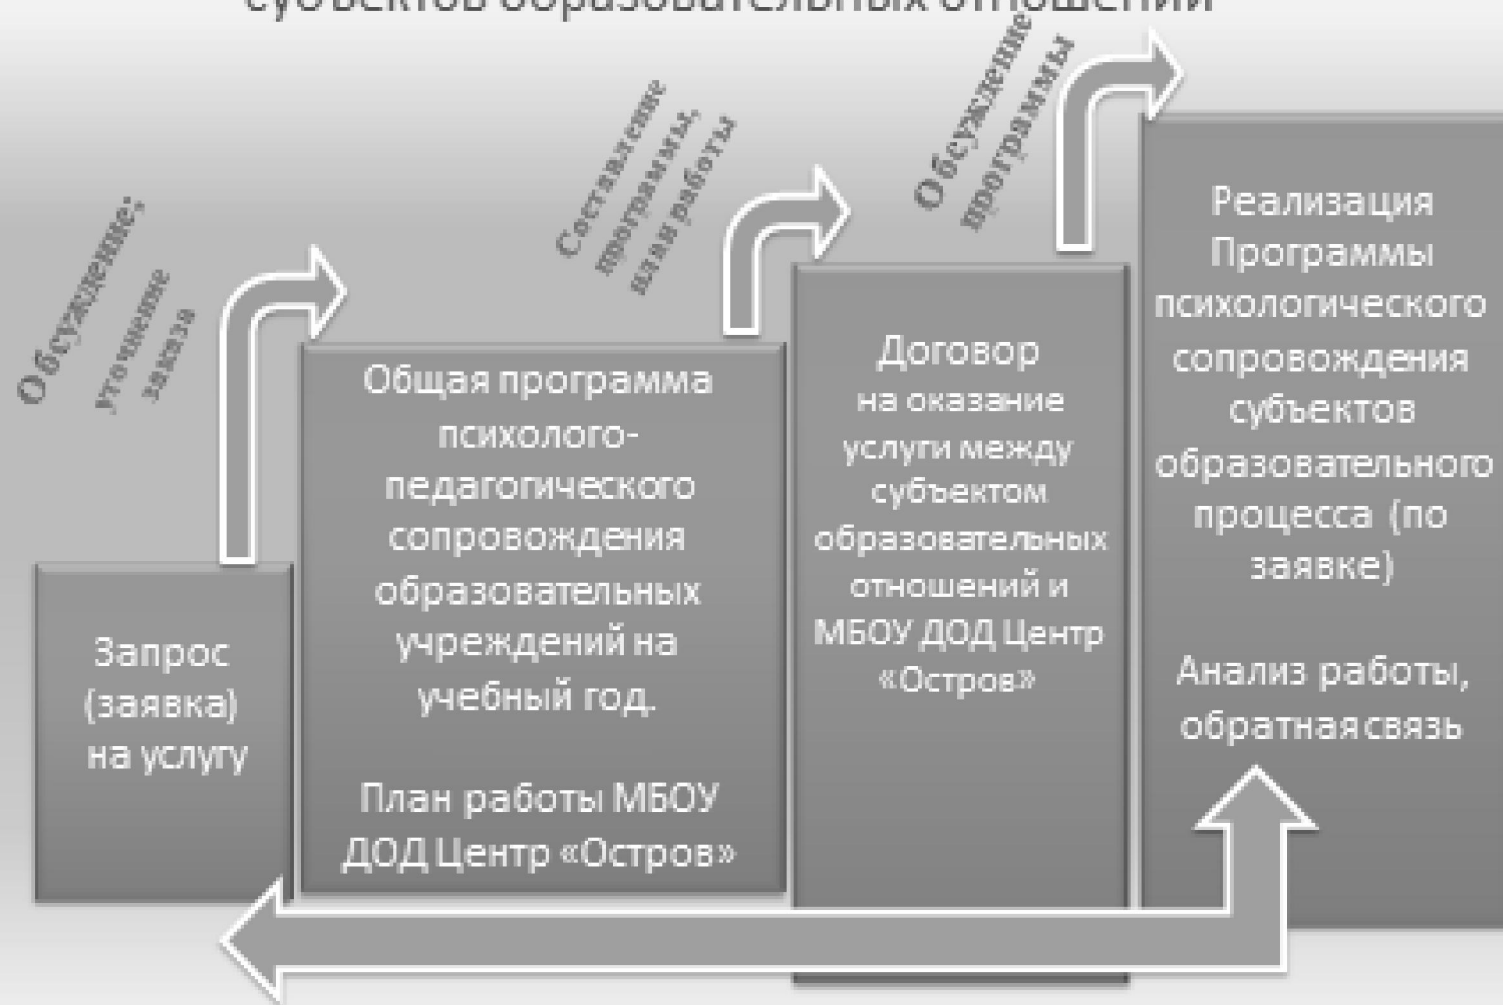 субъектов образовательных отношений
Обсуждение;
уточнение
заказа
Составление
программы,
план работы
Обсуждение
программы
Запрос
(заявка)
на услугу
Общая программа
психолого-
педагогического
сопровождения
образовательных
учреждений на
учебный год.
План работы МБОУ
ДОД Центр «Остров»
Договор
на оказание
услуги между
субъектом
образовательных
отношений и
МБОУ ДОД Центр
«Остров»
Реализация
Программы
психологического
сопровождения
субъектов
образовательного
процесса (по
заявке)
Анализ работы,
обратная связь